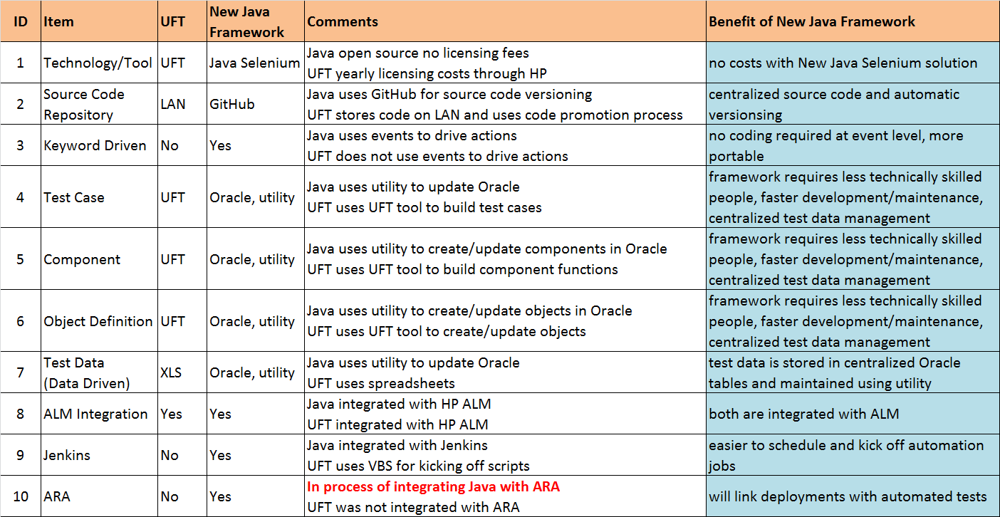 ID Item UFT New Java Framework Comments Benefit of New Java Framework
1 Technology/Tool UFT Java Selenium Java open source no licensing fees
UFT yearly licensing costs through HP
no costs with New Java Selenium solution
2 Source Code
Repository
LAN GitHub
Java uses GitHub for source code versioning
UFT stores code on LAN and uses code promotion process
centralized source code and automatic
versionsing
3 Keyword Driven No Yes
Java uses events to drive actions
UFT does not use events to drive actions
no coding required at event level, more
portable
4 Test Case UFT Oracle, utility
Java uses utility to update Oracle
UFT uses UFT tool to build test cases
framework requires less technically skilled
people, faster development/maintenance,
centralized test data management
5 Component UFT Oracle, utility
Java uses utility to create/update components in Oracle
UFT uses UFT tool to build component functions
framework requires less technically skilled
people, faster development/maintenance,
centralized test data management
6 Object Definition UFT Oracle, utility
Java uses utility to create/update objects in Oracle
UFT uses UFT tool to create/update objects
framework requires less technically skilled
people, faster development/maintenance,
centralized test data management
7 Test Data
(Data Driven)
XLS Oracle, utility
Java uses utility to update Oracle
UFT uses spreadsheets
test data is stored in centralized Oracle
tables and maintained using utility
8 ALM Integration Yes Yes
Java integrated with HP ALM
UFT integrated with HP ALM
both are integrated with ALM
9 Jenkins No Yes
Java integrated with Jenkins
UFT uses VBS for kicking off scripts
easier to schedule and kick off automation
jobs
10 ARA No Yes
In process of integrating Java with ARA
UFT was not integrated with ARA
will link deployments with automated tests